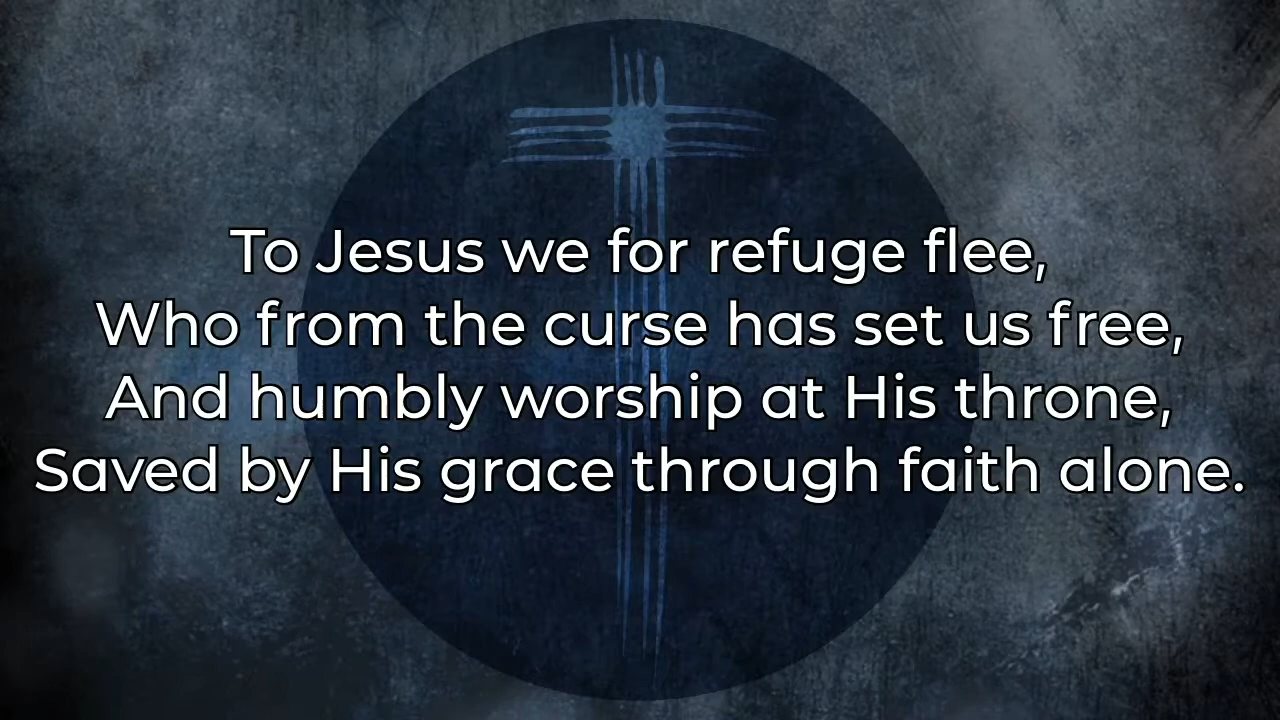 To Jesus we for refuge flee,
Who from the curse has set us free,
And humbly worship at His throne,
Saved by His grace through faith alone.